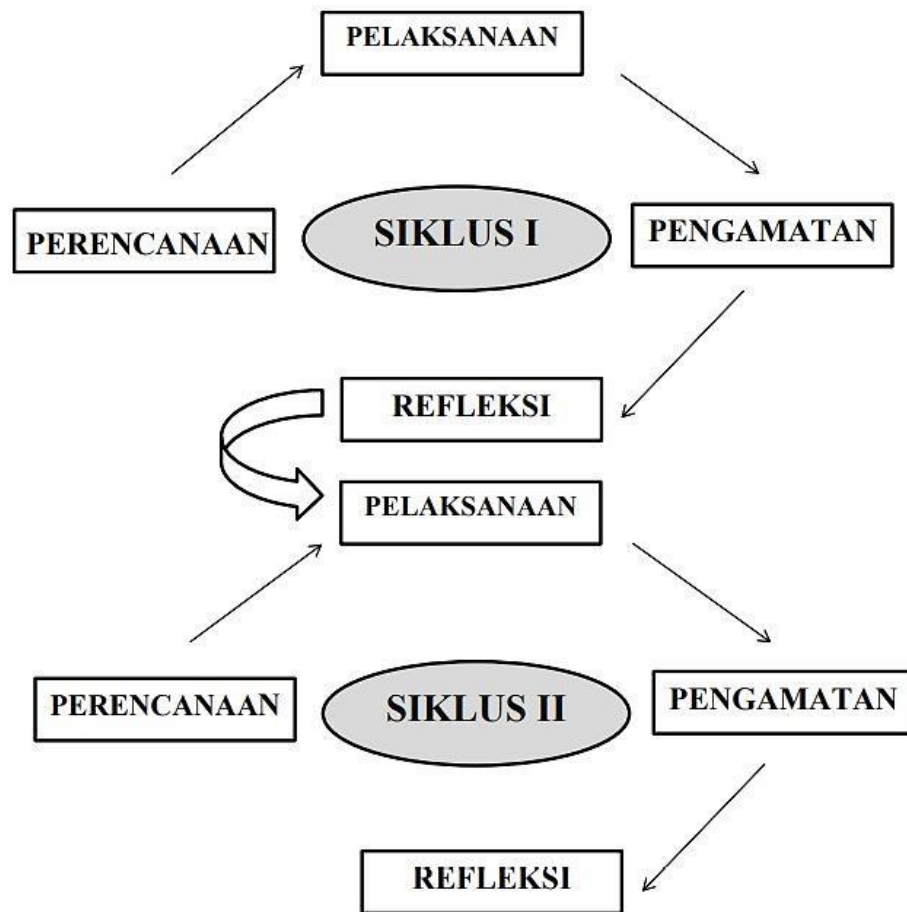 PELAKSANAAN
PERENCANAAN
SIKLUS I
PENGAMATAN
REFLEKSI
PELAKSANAAN
PERENCANAAN
SIKLUS II
PENGAMATAN
REFLEKSI